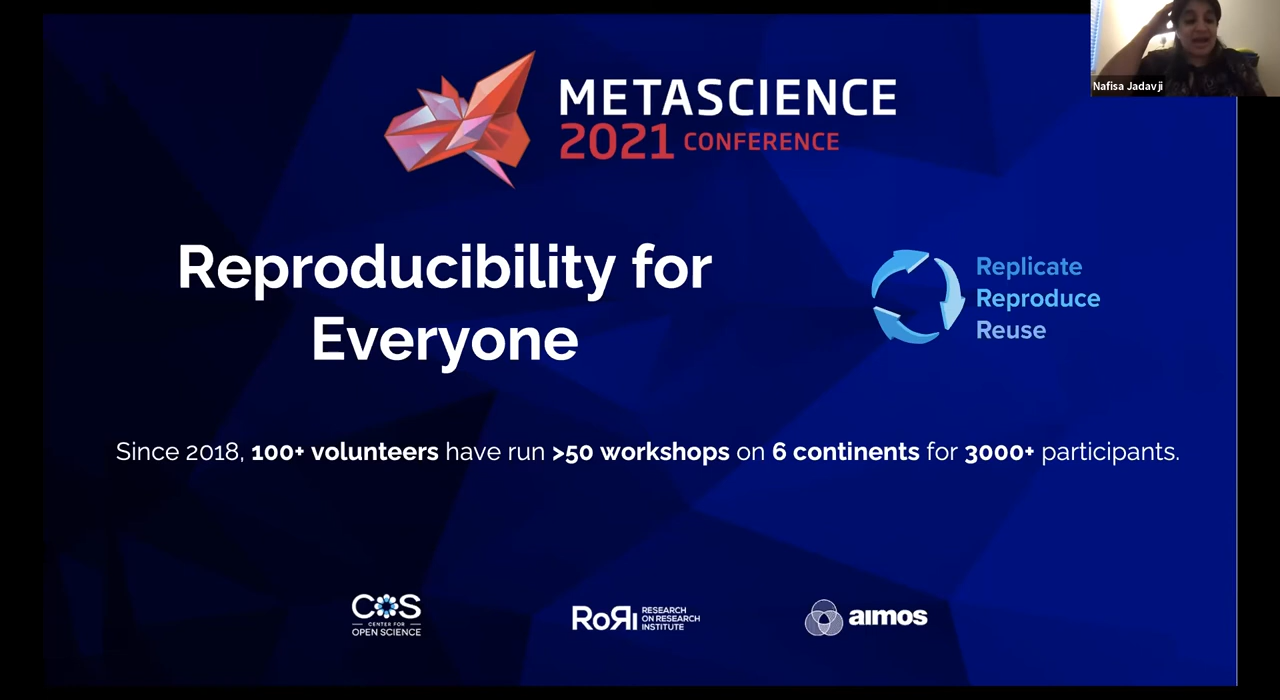 METASCIENCE
2021 CONFERENCE
Nafisa Jadavji
Reproducibility for
Everyone
Replicate
Reproduce
Reuse
Since 2018, 100+ volunteers have run >50 workshops on 6 continents for 3000+ participants.
COS
CENTER FOR
OPEN SCIENCE
RoRI RESEARCH
ON RESEARCH
INSTITUTE
aimos